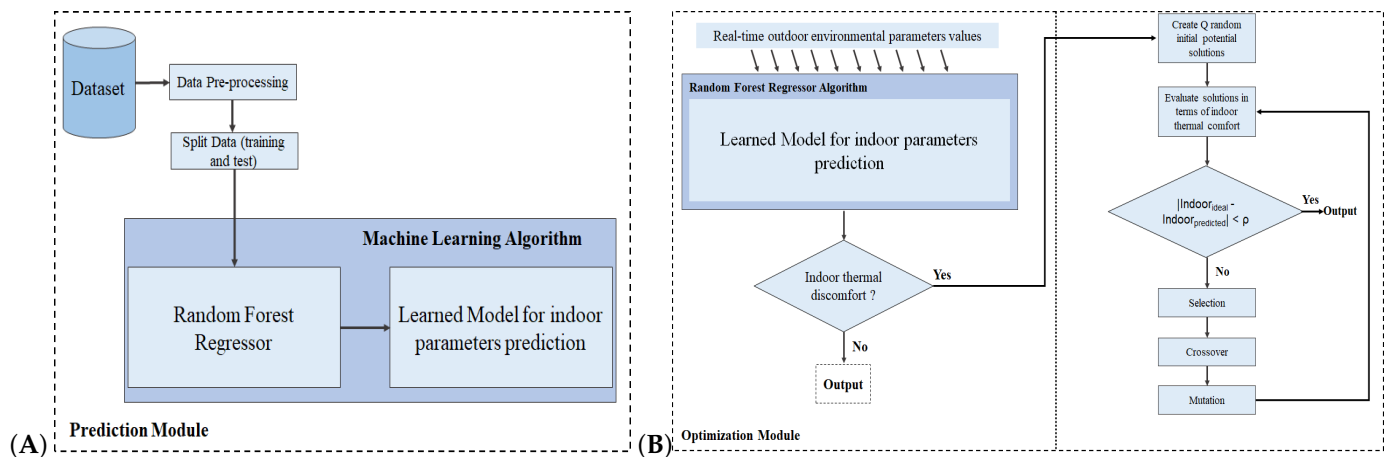 Dataset
Data Pre-processing
Split Data (training
and test)
Machine Learning Algorithm
Random Forest
Regressor
Learned Model for indoor
parameters prediction
Prediction Module
(A)
Real-time outdoor environmental parameters values
Random Forest Regressor Algorithm
Learned Model for indoor parameters
prediction
Indoor thermal
discomfort ?
Yes
No
Output
Optimization Module
(B)
Create Q random
initial potential
solutions
Evaluate solutions in
terms of indoor
thermal comfort
|Indoorideal -
Indoorpredicted| < ρ
Yes
Output
No
Selection
Crossover
Mutation